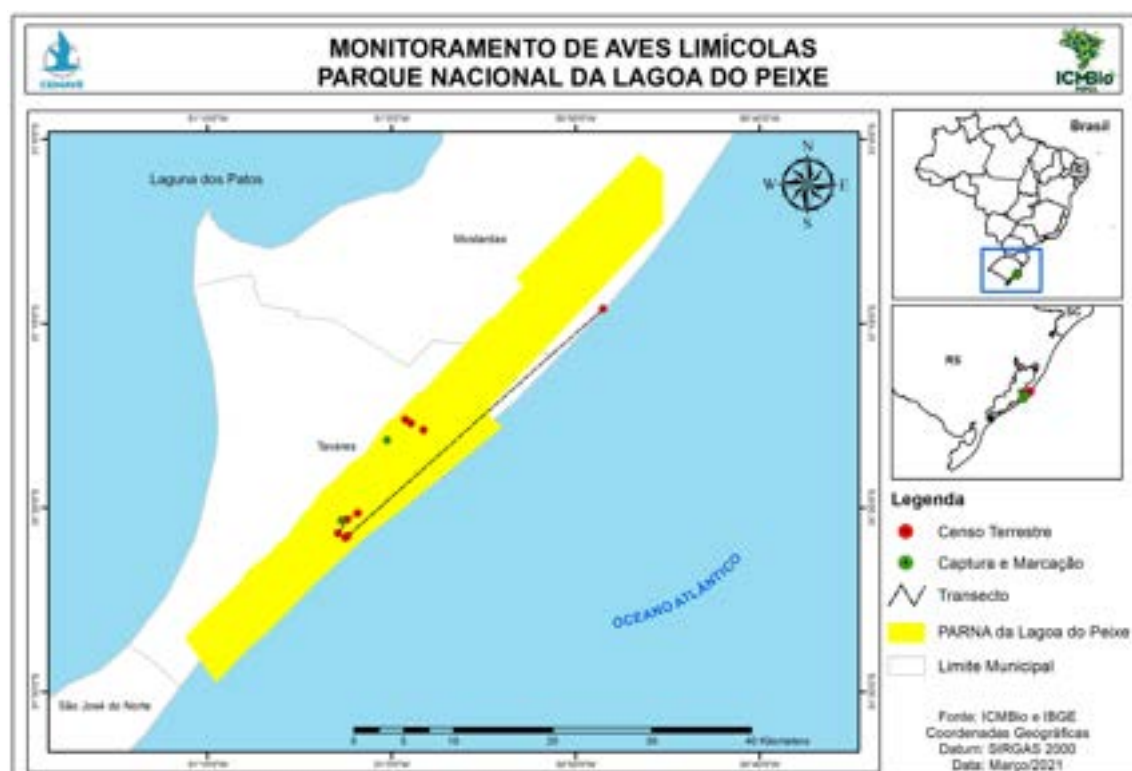 MONITORAMENTO DE AVES LIMÍCOLAS
PARQUE NACIONAL DA LAGOA DO PEIXE
CEMAVE
ICMBio
Brasil
Laguna dos Patos
Mostardas
Tavares
São José do Norte
OCEANO ATLÂNTICO
N
W
E
S
SC
RS
0 5 10 20 30 40 Kilometers
Legenda
Censo Terrestre
Captura e Marcação
Transecto
PARNA da Lagoa do Peixe
Limite Municipal
Fonte: ICMBio e IBGE
Coordenadas Geográficas
Datum: SIRGAS 2000
Data: Março/2021